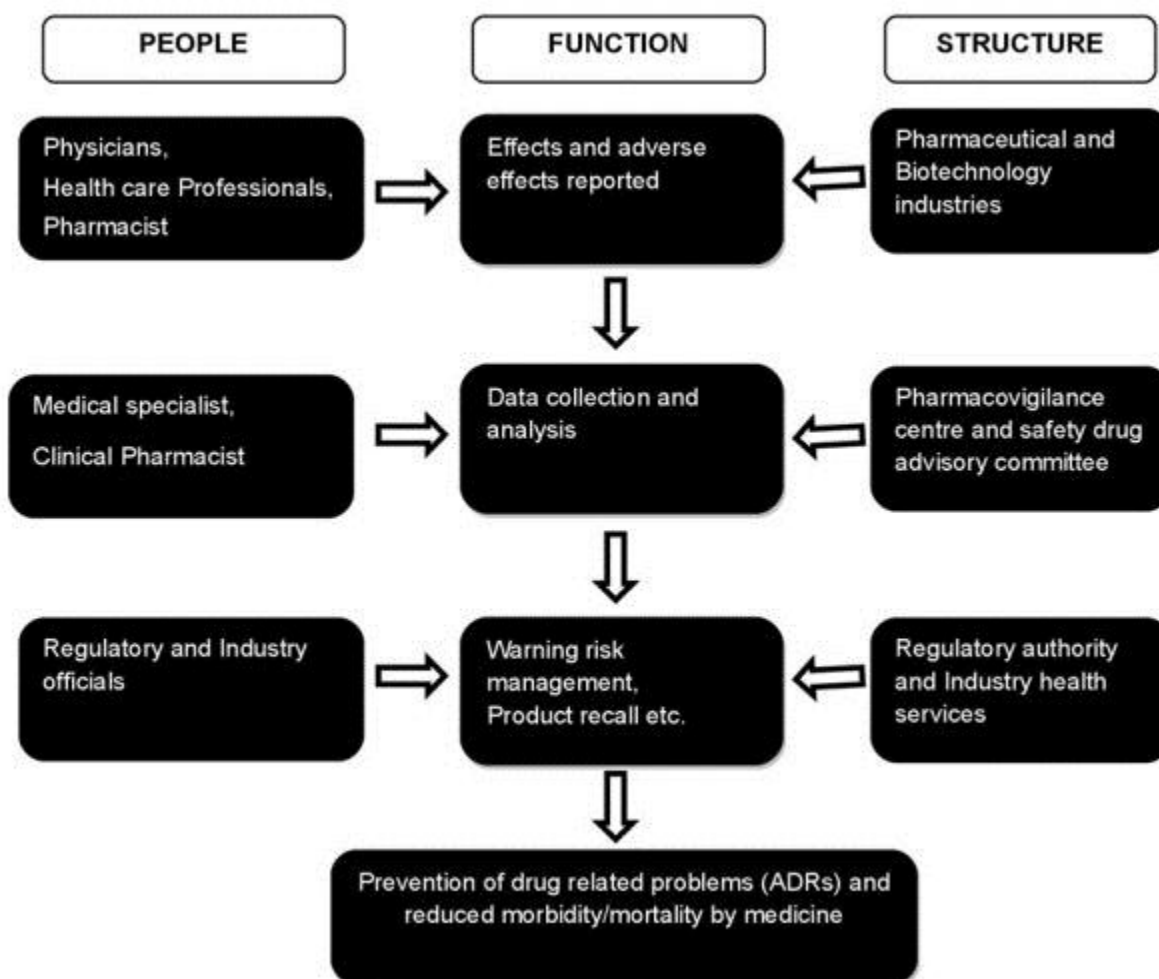 PEOPLE
FUNCTION
STRUCTURE
Physicians,
Health care Professionals,
Pharmacist
Effects and adverse
effects reported
Pharmaceutical and
Biotechnology
industries
Medical specialist,
Clinical Pharmacist
Data collection and
analysis
Pharmacovigilance
centre and safety drug
advisory committee
Regulatory and Industry
officials
Warning risk
management,
Product recall etc.
Regulatory authority
and Industry health
services
Prevention of drug related problems (ADRs) and
reduced morbidity/mortality by medicine